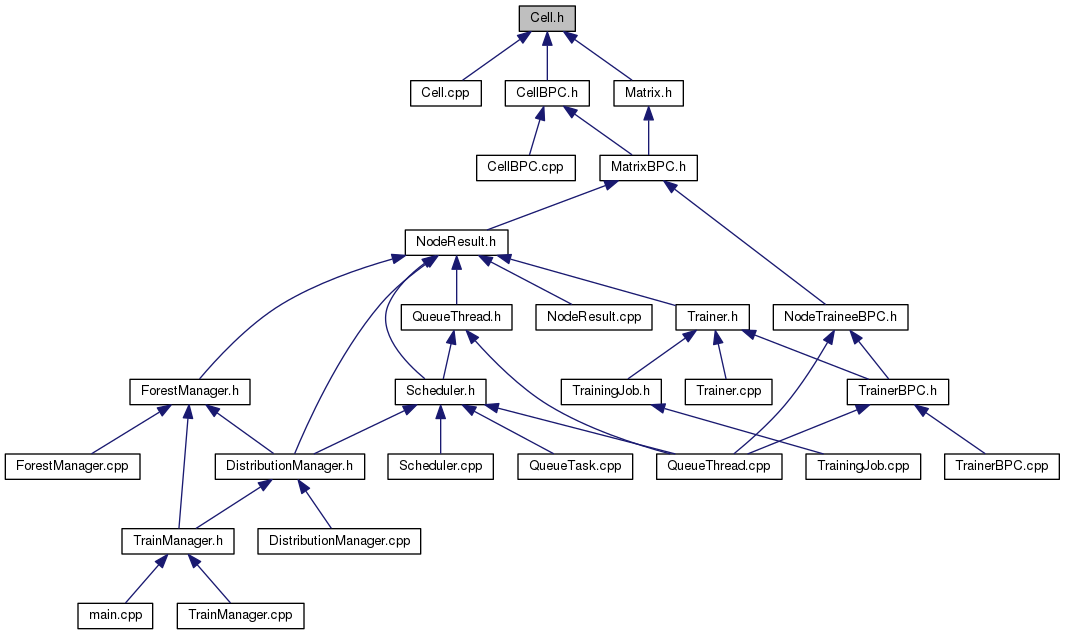 Cell.h
Cell.cpp
CellBPC.h
Matrix.h
CellBPC.cpp
MatrixBPC.h
NodeResult.h
QueueThread.h
NodeResult.cpp
Trainer.h
NodeTraineeBPC.h
ForestManager.h
Scheduler.h
TrainingJob.h
Trainer.cpp
TrainerBPC.h
ForestManager.cpp
DistributionManager.h
Scheduler.cpp
QueueTask.cpp
QueueThread.cpp
TrainingJob.cpp
TrainerBPC.cpp
TrainManager.h
DistributionManager.cpp
main.cpp
TrainManager.cpp